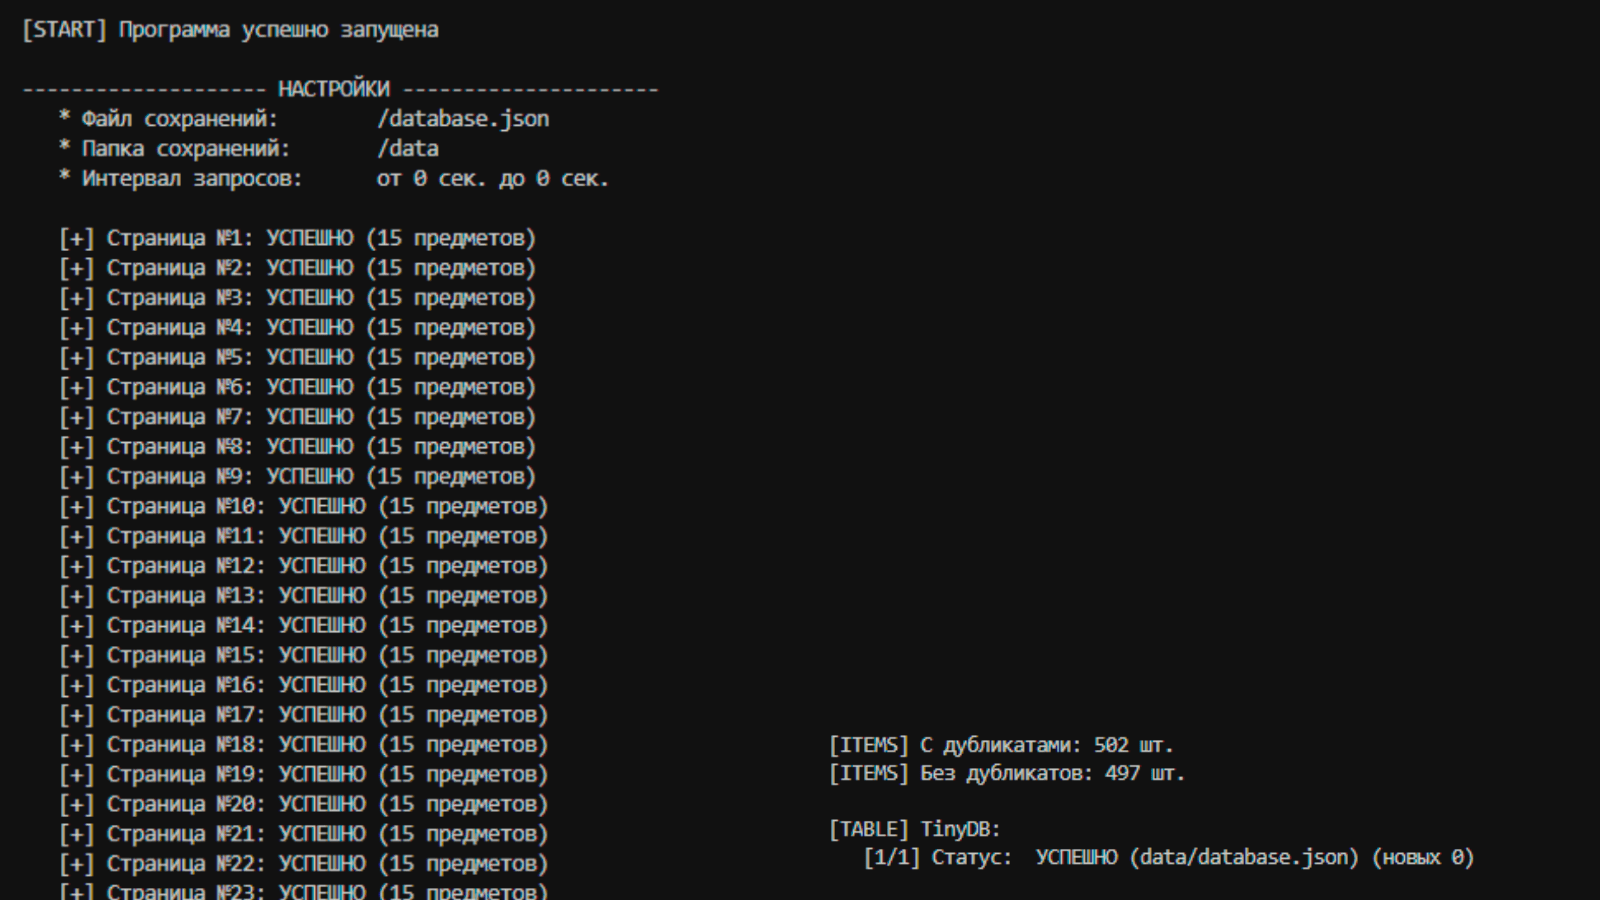 [START] Программа успешно запущена
-------------------- НАСТРОЙКИ ---------------------
* Файл сохранений: /database.json
* Папка сохранений: /data
* Интервал запросов: от 0 сек. до 0 сек.
[+] Страница №1: УСПЕШНО (15 предметов)
[+] Страница №2: УСПЕШНО (15 предметов)
[+] Страница №3: УСПЕШНО (15 предметов)
[+] Страница №4: УСПЕШНО (15 предметов)
[+] Страница №5: УСПЕШНО (15 предметов)
[+] Страница №6: УСПЕШНО (15 предметов)
[+] Страница №7: УСПЕШНО (15 предметов)
[+] Страница №8: УСПЕШНО (15 предметов)
[+] Страница №9: УСПЕШНО (15 предметов)
[+] Страница №10: УСПЕШНО (15 предметов)
[+] Страница №11: УСПЕШНО (15 предметов)
[+] Страница №12: УСПЕШНО (15 предметов)
[+] Страница №13: УСПЕШНО (15 предметов)
[+] Страница №14: УСПЕШНО (15 предметов)
[+] Страница №15: УСПЕШНО (15 предметов)
[+] Страница №16: УСПЕШНО (15 предметов)
[+] Страница №17: УСПЕШНО (15 предметов)
[+] Страница №18: УСПЕШНО (15 предметов)
[+] Страница №19: УСПЕШНО (15 предметов)
[+] Страница №20: УСПЕШНО (15 предметов)
[+] Страница №21: УСПЕШНО (15 предметов)
[+] Страница №22: УСПЕШНО (15 предметов)
[+] Страница №23: УСПЕШНО (15 предметов)
[ITEMS] С дубликатами: 502 шт.
[ITEMS] Без дубликатов: 497 шт.
[TABLE] TinyDB:
[1/1] Статус: УСПЕШНО (data/database.json) (новых 0)